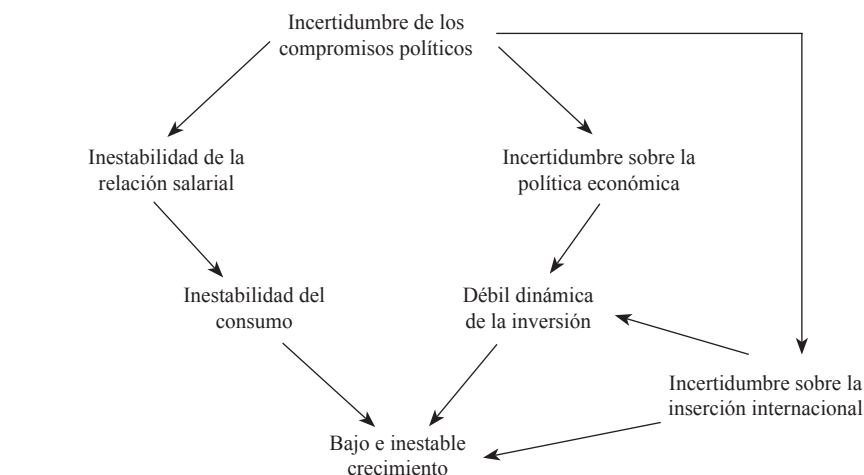 Incertidumbre de los
compromisos políticos
Inestabilidad de la
relación salarial
Incertidumbre sobre la
política económica
Inestabilidad del
consumo
Débil dinámica
de la inversión
Incertidumbre sobre la
inserción internacional
Bajo e inestable
crecimiento